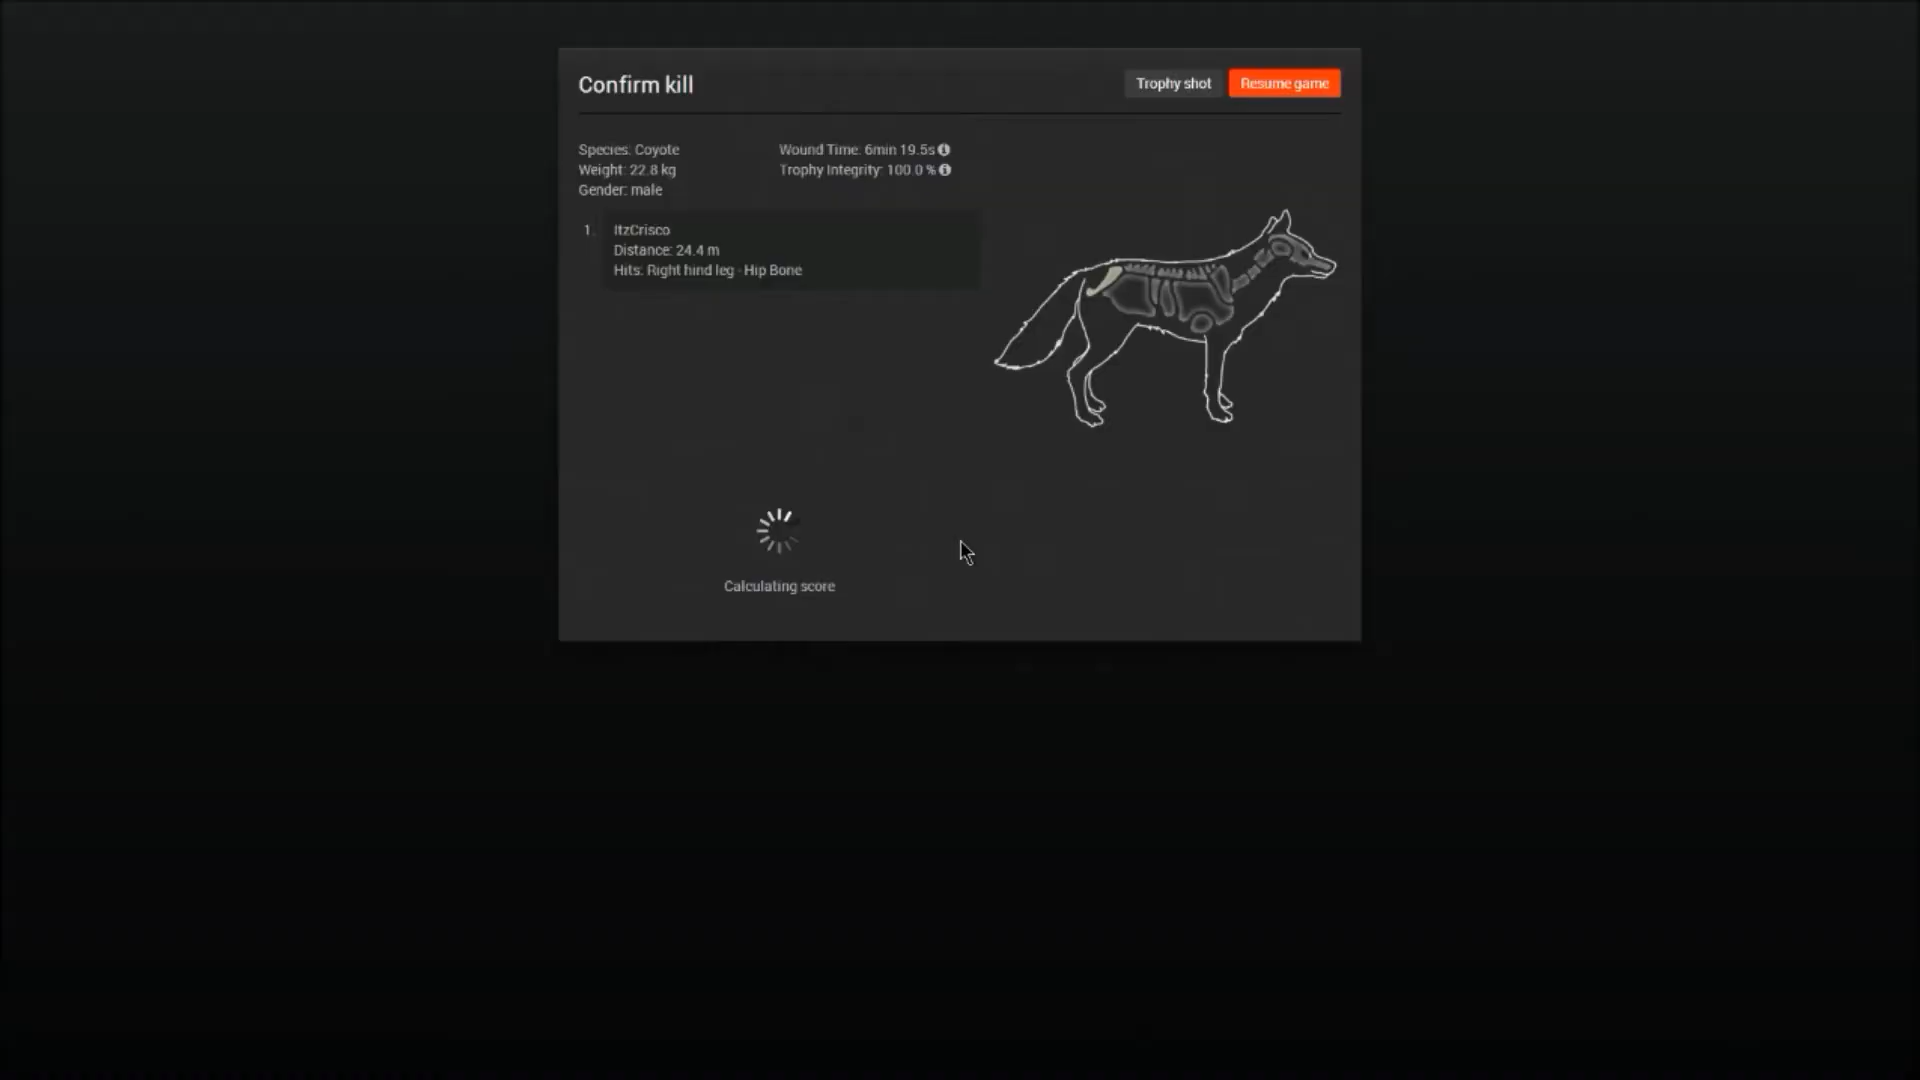 Confirm kill
Trophy shot
Resume game
Species: Coyote
Weight: 22.8 kg
Gender: male
Wound Time: 6min 19.5s
Trophy Integrity: 100.0 %
1.
ItzCrisco
Distance: 24.4 m
Hits: Right hind leg - Hip Bone
Calculating score